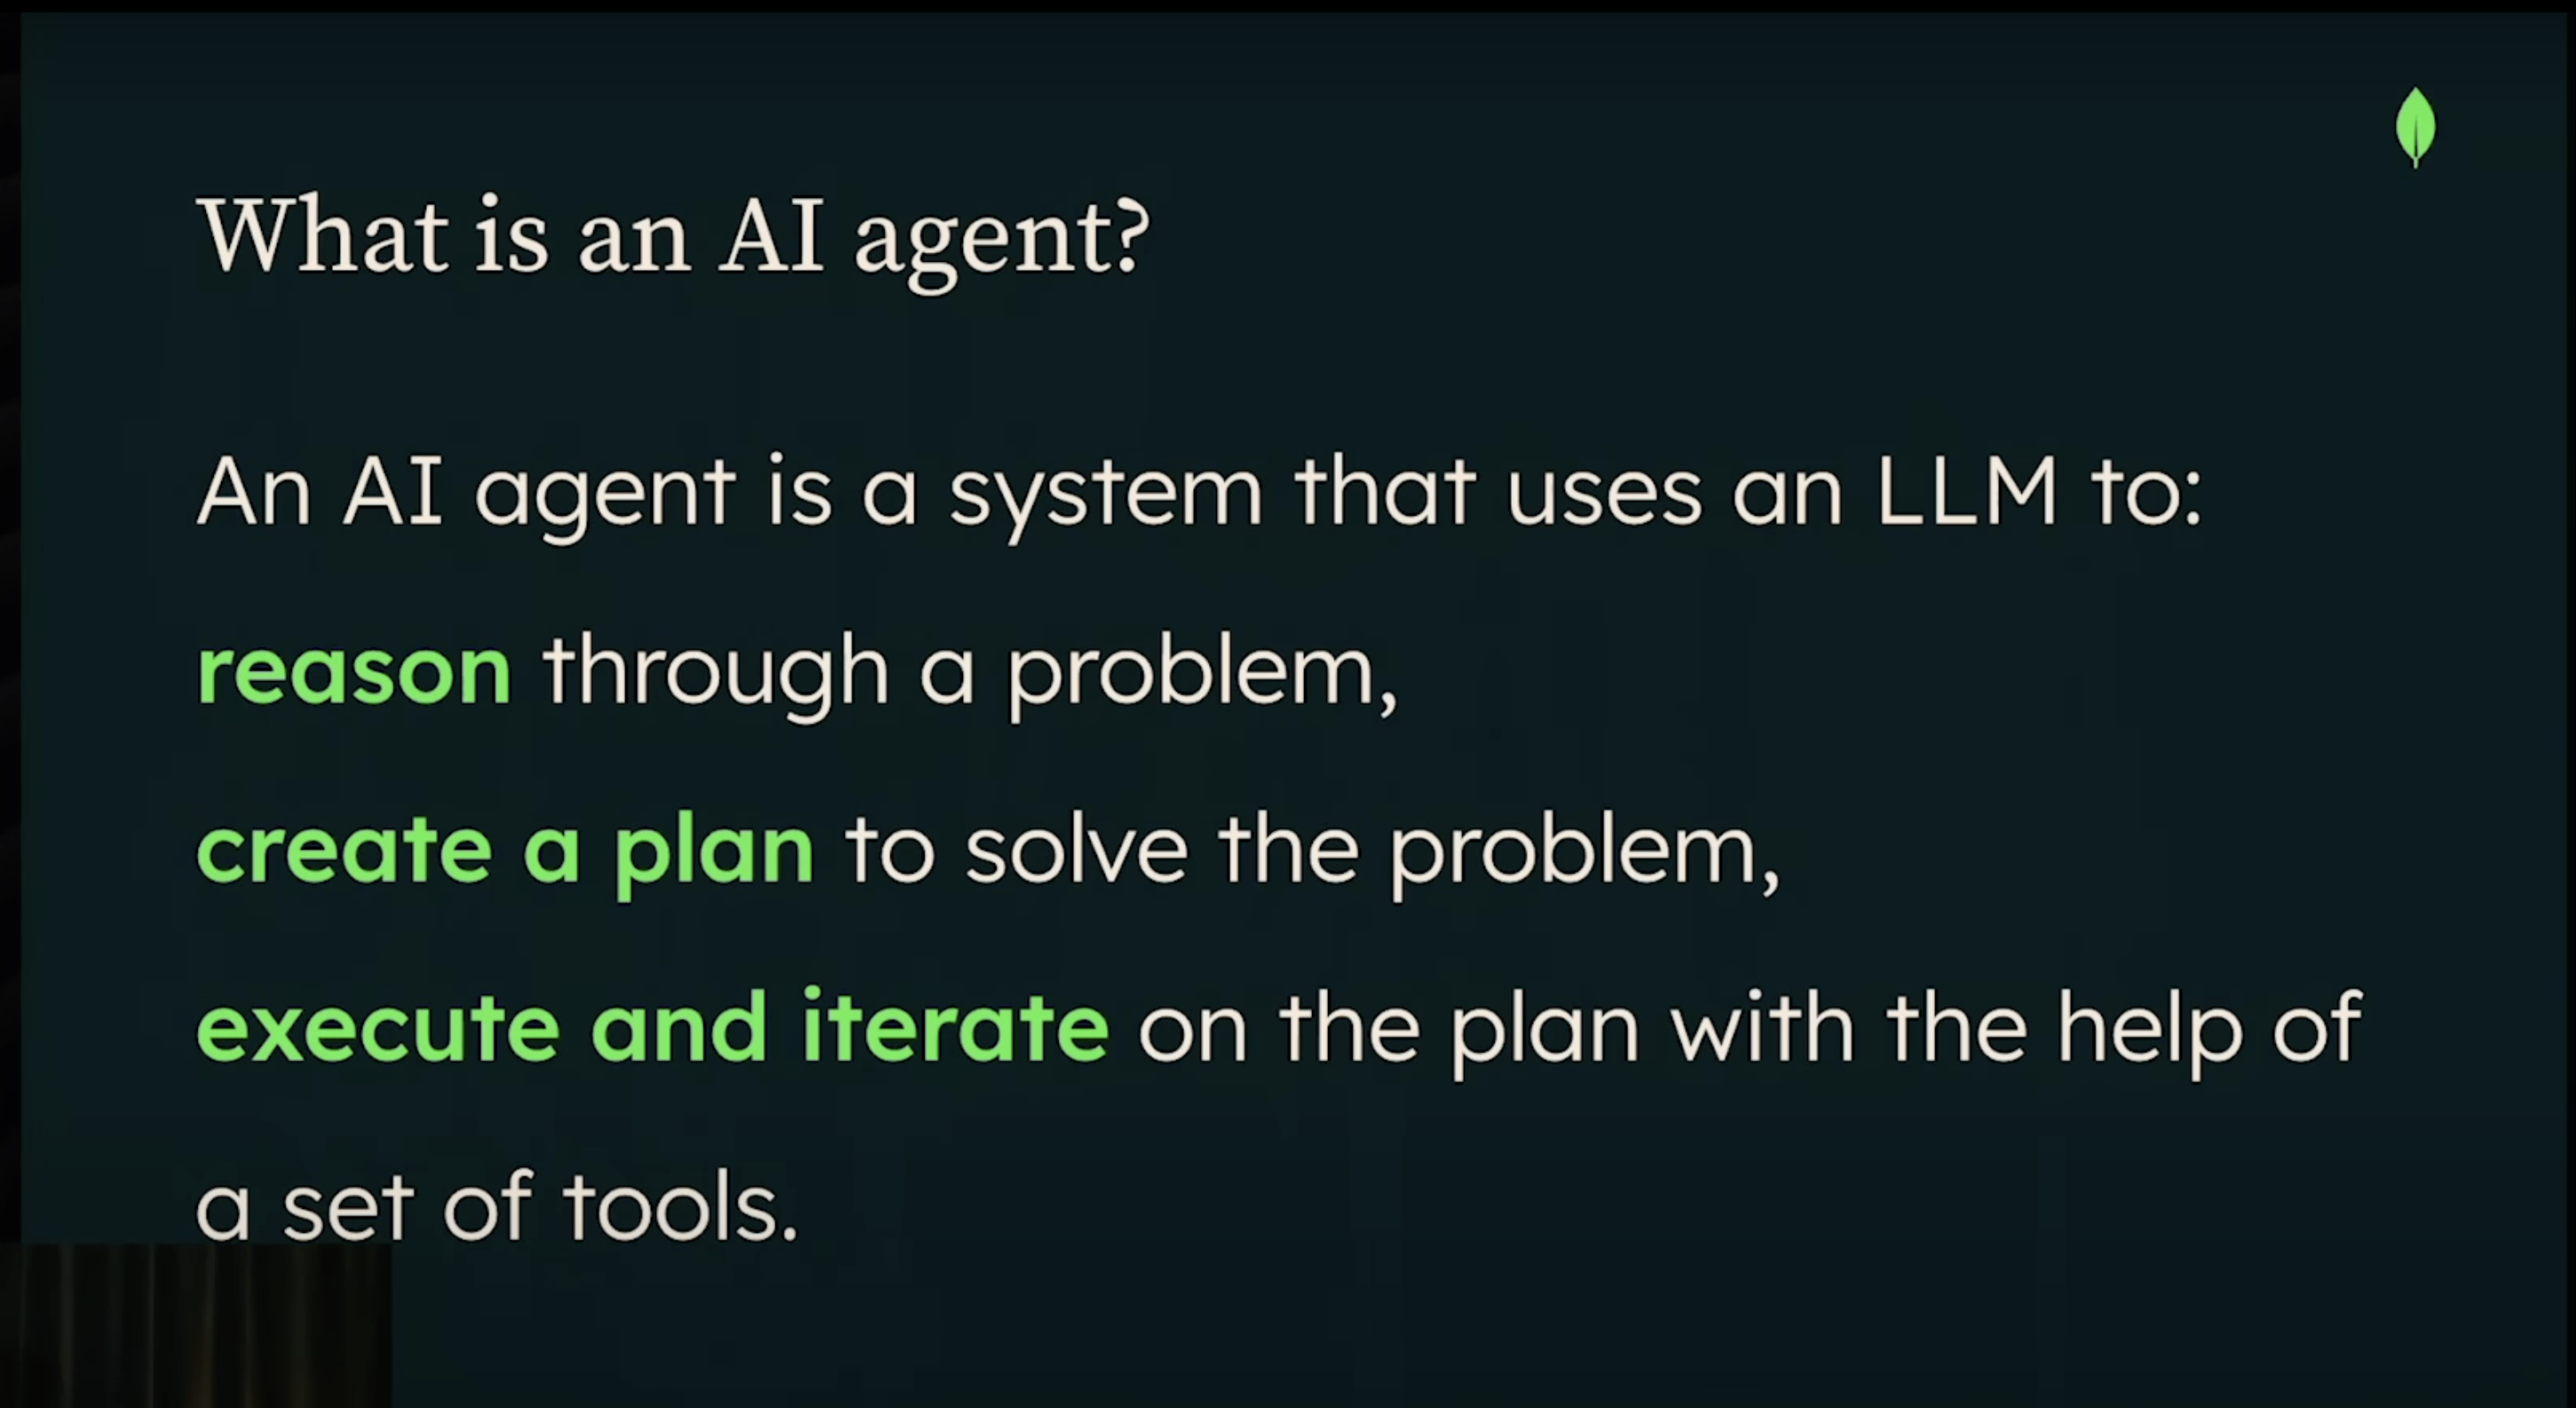 What is an AI agent?
An AI agent is a system that uses an LLM to:
reason through a problem,
create a plan to solve the problem,
execute and iterate on the plan with the help of
a set of tools.